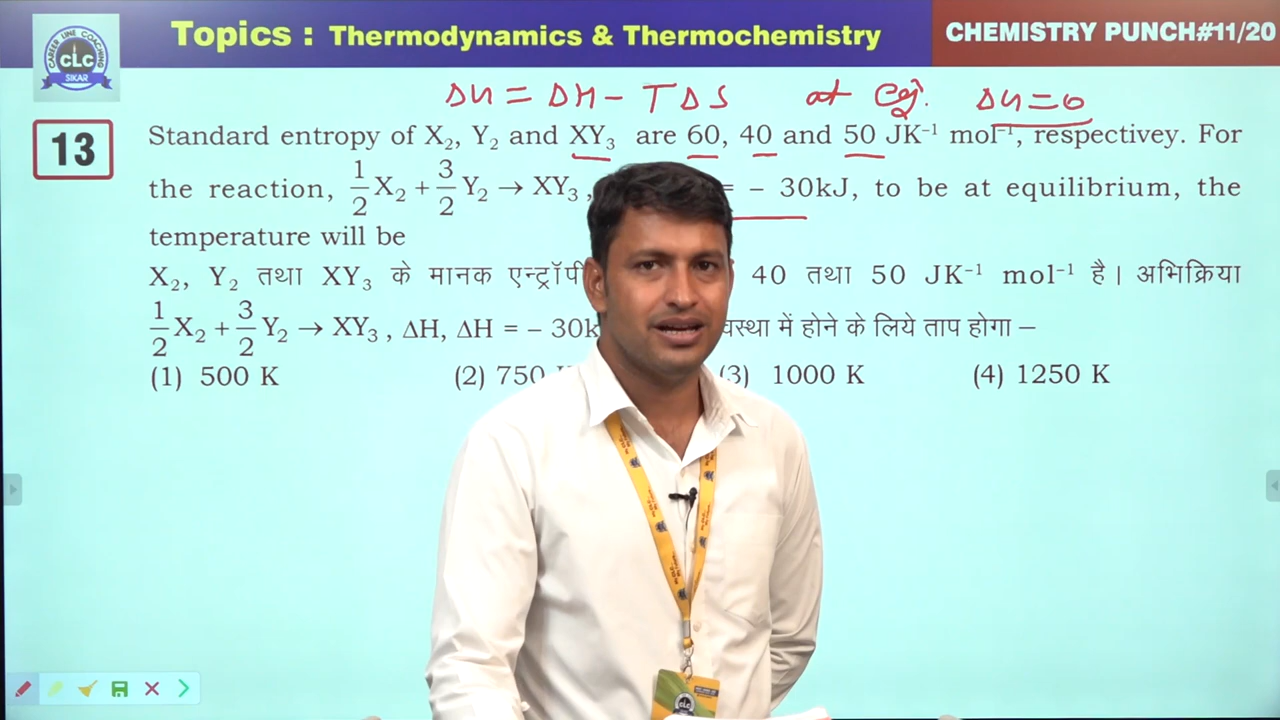 Topics : Thermodynamics & Thermochemistry
CHEMISTRY PUNCH#11/20
CAREER LINE COACHING
CLC
SIKAR
ΔG = ΔH - TΔS at eq. ΔG = 0
13
Standard entropy of X₂, Y₂ and XY₃ are 60, 40 and 50 JK⁻¹ mol⁻¹, respectivey. For
the reaction, 1/2 X₂ + 3/2 Y₂ → XY₃, = – 30kJ, to be at equilibrium, the
temperature will be
X₂, Y₂ तथा XY₃ के मानक एन्ट्रॉपी 40 तथा 50 JK⁻¹ mol⁻¹ है। अभिक्रिया
1/2 X₂ + 3/2 Y₂ → XY₃, ΔH, ΔH = – 30k में होने के लिये ताप होगा –
(1) 500 K (2) 750 (3) 1000 K (4) 1250 K